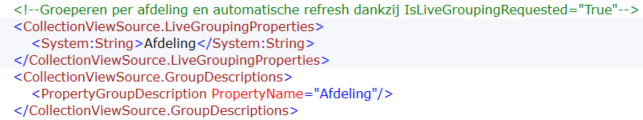 <!--Groeperen per afdeling en automatische refresh dankzij IsLiveGroupingRequested="True"-->
<CollectionViewSource.LiveGroupingProperties>
<System:String>Afdeling</System:String>
</CollectionViewSource.LiveGroupingProperties>
<CollectionViewSource.GroupDescriptions>
<PropertyGroupDescription PropertyName="Afdeling"/>
</CollectionViewSource.GroupDescriptions>